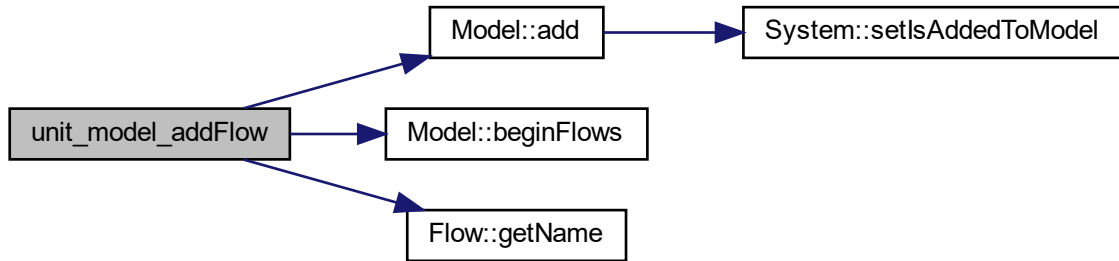 Model::add
System::setIsAddedToModel
unit_model_addFlow
Model::beginFlows
Flow::getName